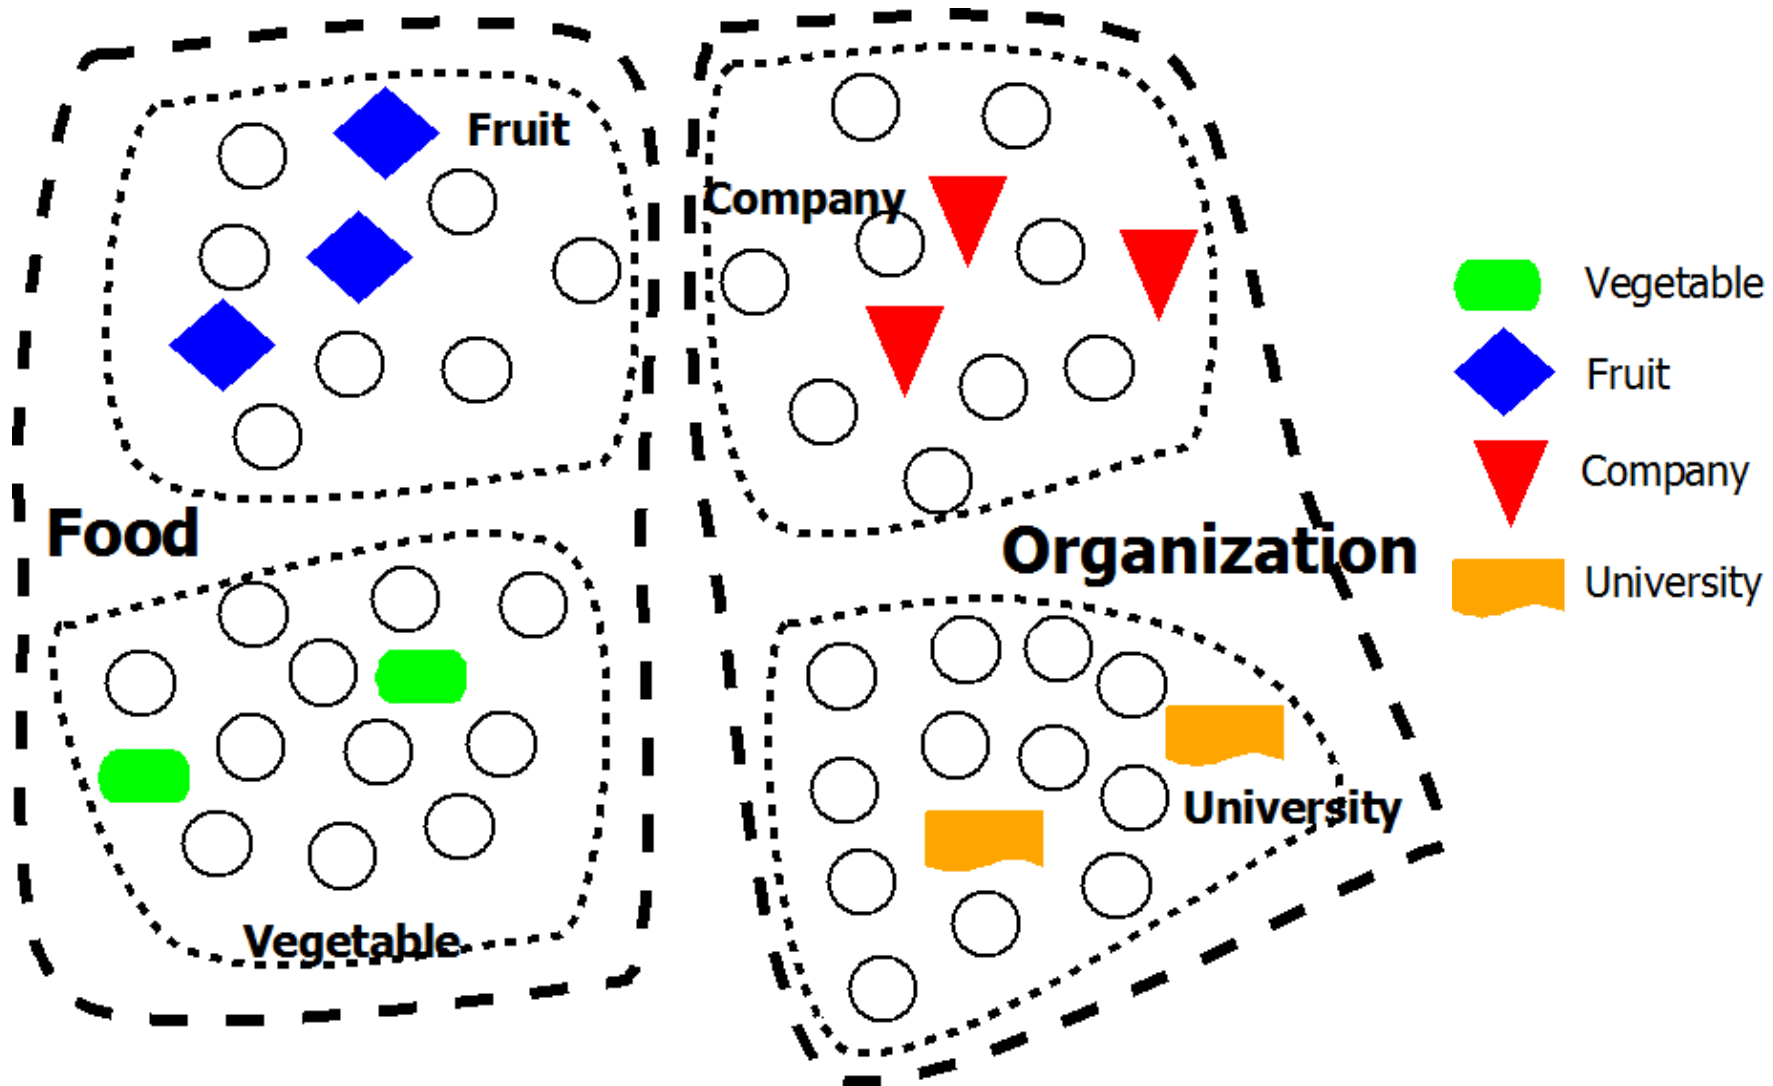 Fruit
Company
Food
Organization
Vegetable
University
Vegetable
Fruit
Company
University